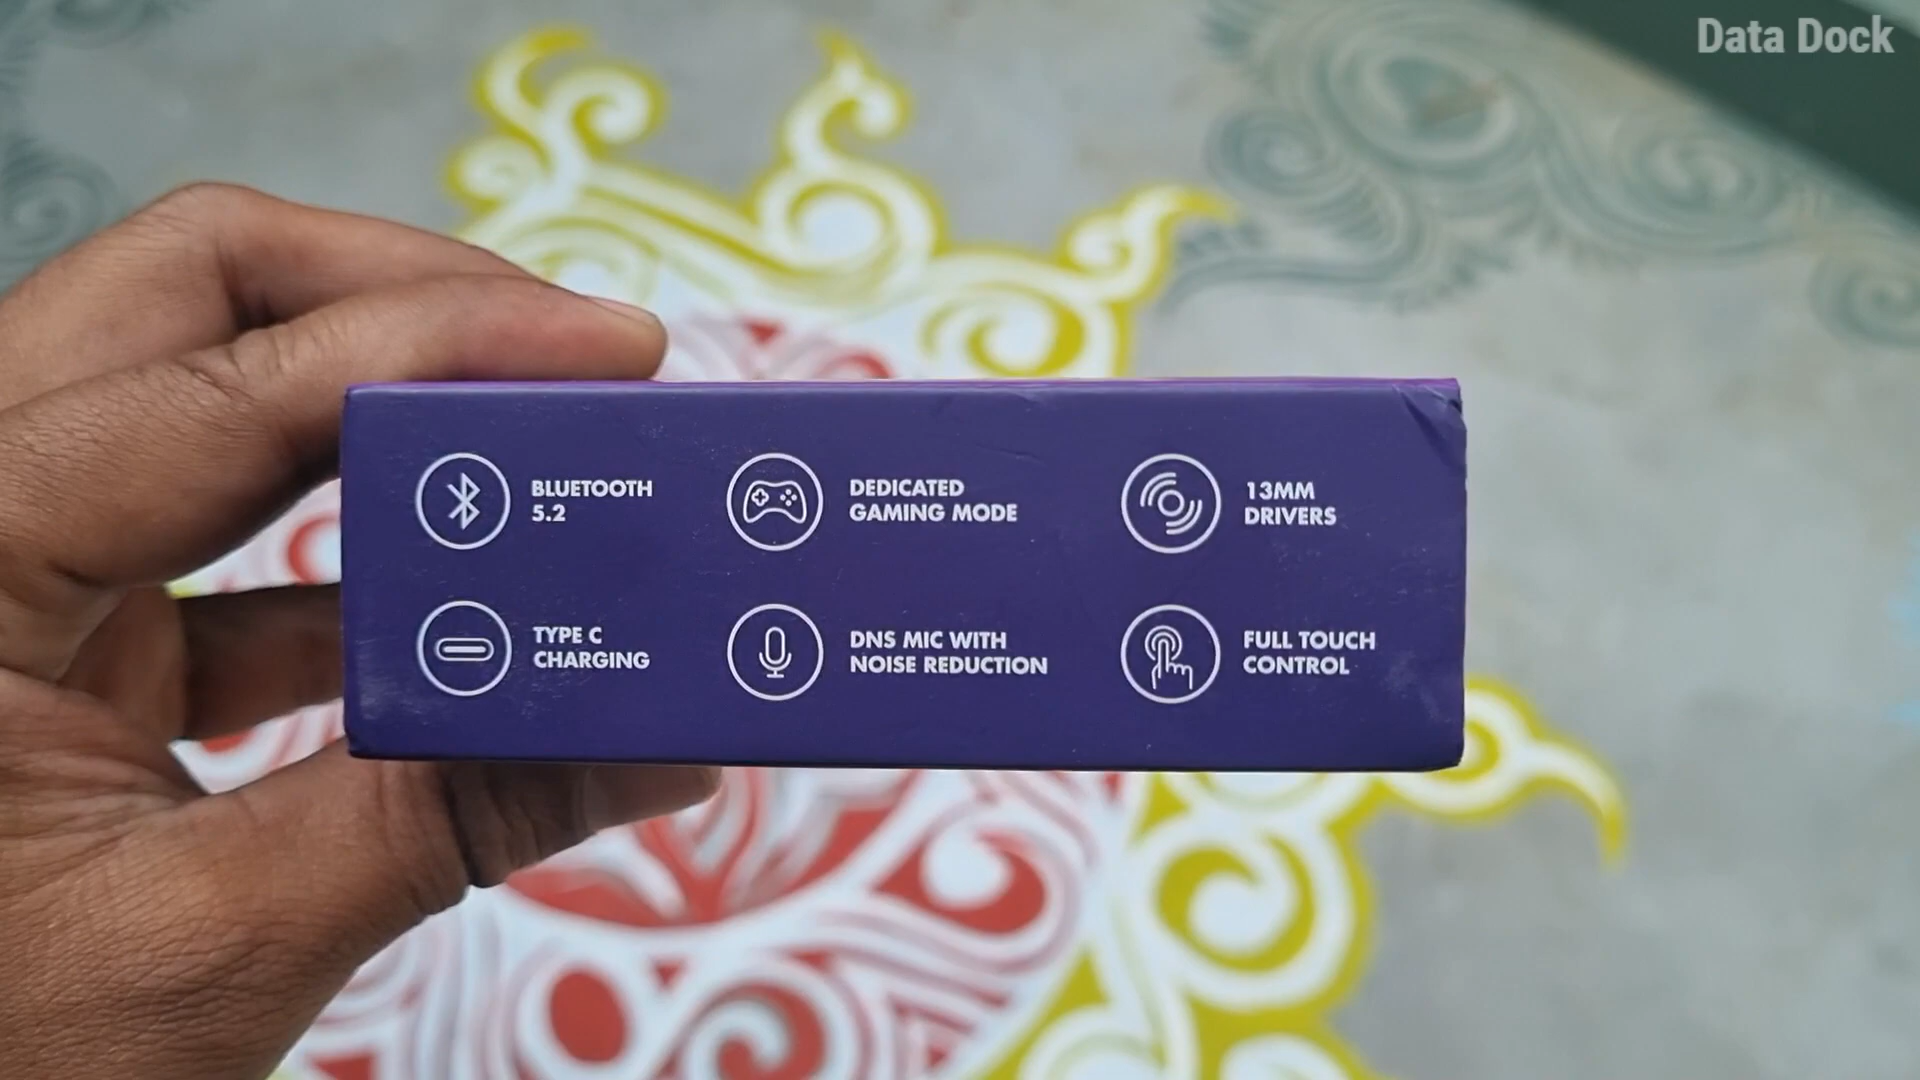 Data Dock
BLUETOOTH
5.2
DEDICATED
GAMING MODE
13MM
DRIVERS
TYPE C
CHARGING
DNS MIC WITH
NOISE REDUCTION
FULL TOUCH
CONTROL